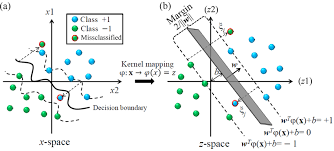 (a)
x1
Class +1
Class −1
Misclassified
x2
Decision boundary
x-space
Kernel mapping
φ: x → φ(x) = z
(b)
Margin
2/||w||
(z2)
ξ
w
(z1)
ξ
z-space
wᵀφ(x)+b= +1
wᵀφ(x)+b= 0
wᵀφ(x)+b= − 1